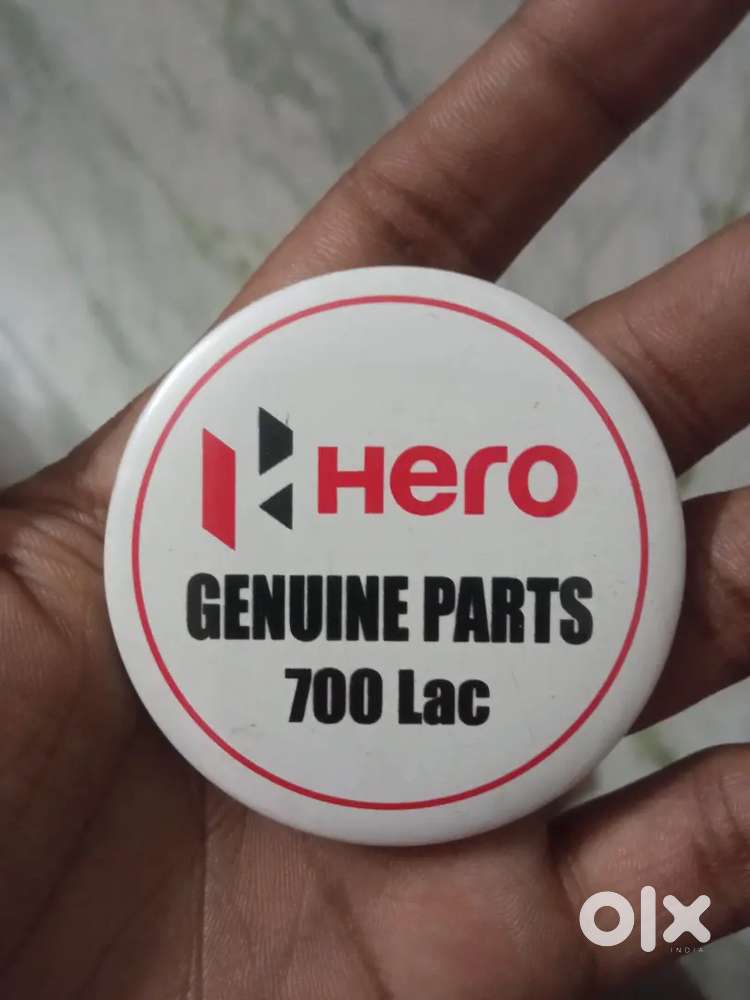 Hero
GENUINE PARTS
700 Lac
olx
INDIA